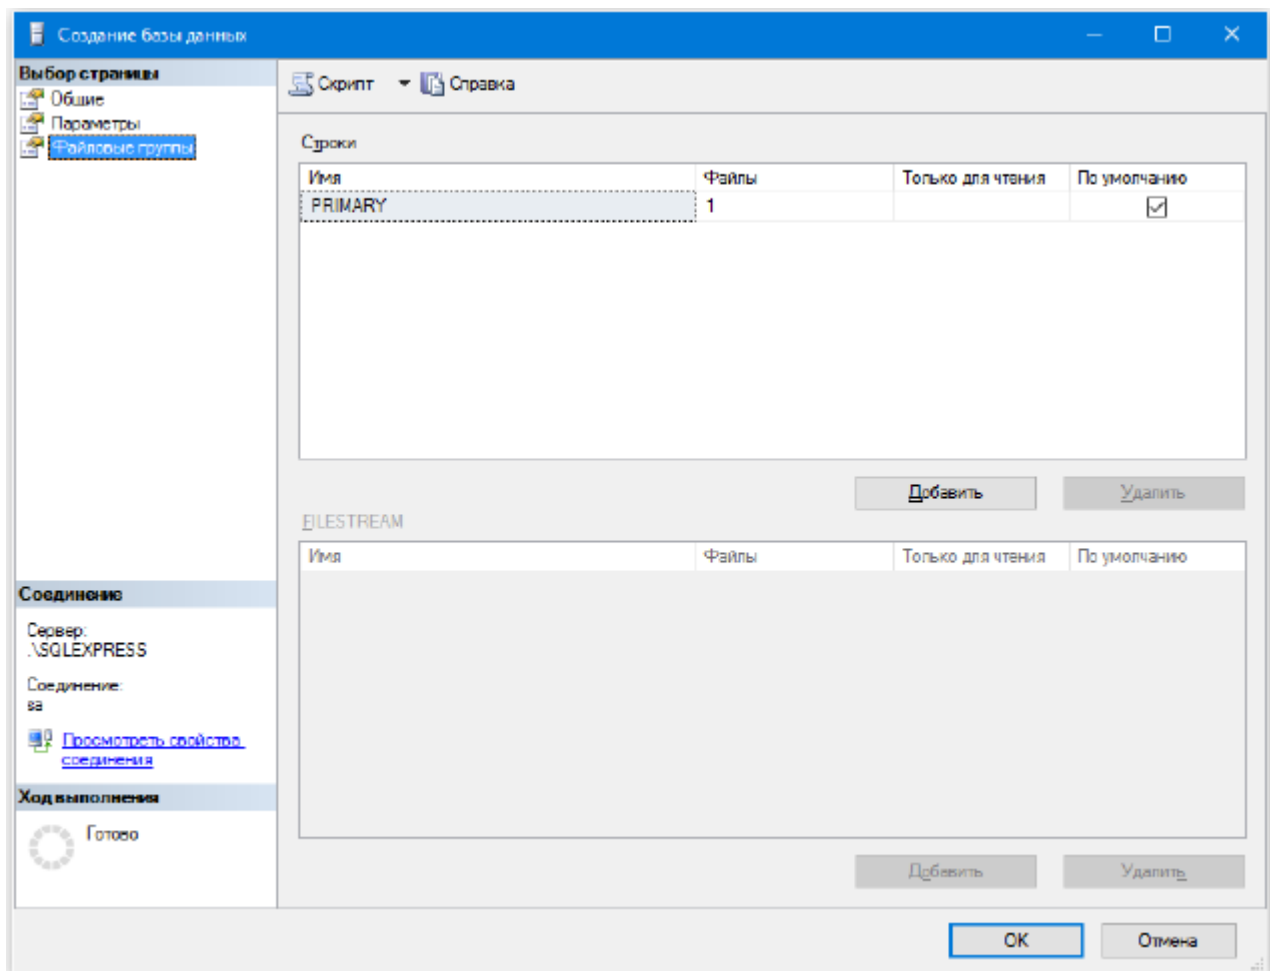 Создание базы данных
Выбор страницы
Общие
Параметры
Файловые группы
Скрипт
Справка
Строки
Имя Файлы Только для чтения По умолчанию
PRIMARY 1
Добавить Удалить
FILESTREAM
Имя Файлы Только для чтения По умолчанию
Соединение
Сервер:
.\SQLEXPRESS
Соединение:
sa
Просмотреть свойства
соединения
Ход выполнения
Готово
Добавить Удалить
OK Отмена